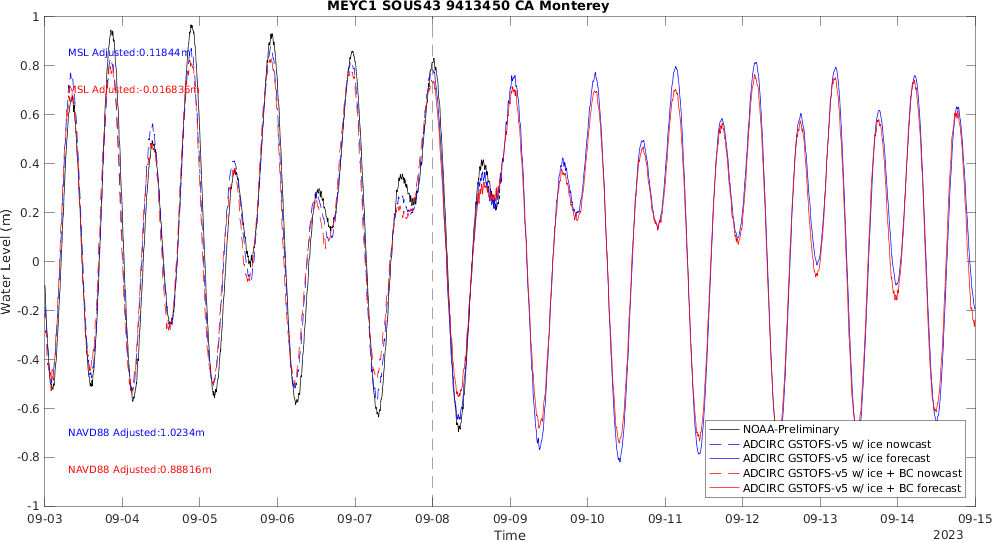 MEYC1 SOUS43 9413450 CA Monterey
MSL Adjusted:0.11844m
MSL Adjusted:-0.016836m
NAVD88 Adjusted:1.0234m
NAVD88 Adjusted:0.88816m
Water Level (m)
1
0.8
0.6
0.4
0.2
0
-0.2
-0.4
-0.6
-0.8
-1
NOAA-Preliminary
ADCIRC GSTOFS-v5 w/ ice nowcast
ADCIRC GSTOFS-v5 w/ ice forecast
ADCIRC GSTOFS-v5 w/ ice + BC nowcast
ADCIRC GSTOFS-v5 w/ ice + BC forecast
09-03 09-04 09-05 09-06 09-07 09-08 09-09 09-10 09-11 09-12 09-13 09-14 09-15
Time
2023